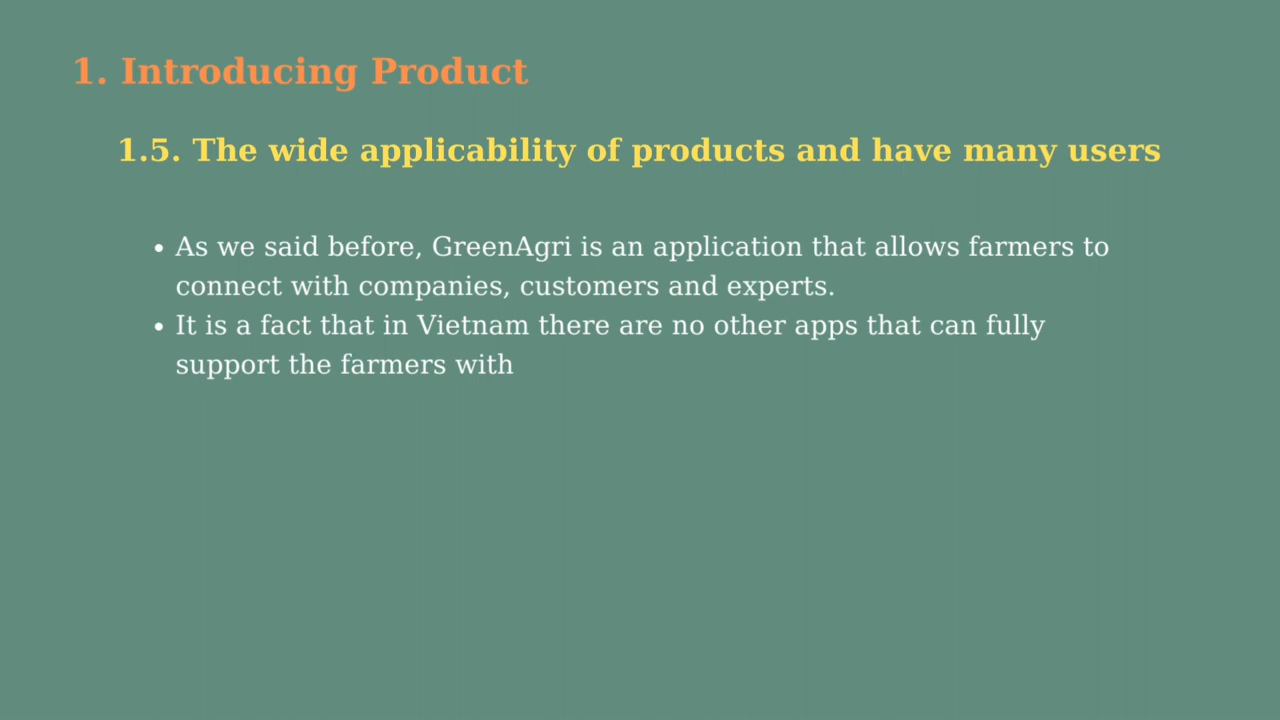 1. Introducing Product
1.5. The wide applicability of products and have many users
• As we said before, GreenAgri is an application that allows farmers to
connect with companies, customers and experts.
• It is a fact that in Vietnam there are no other apps that can fully
support the farmers with